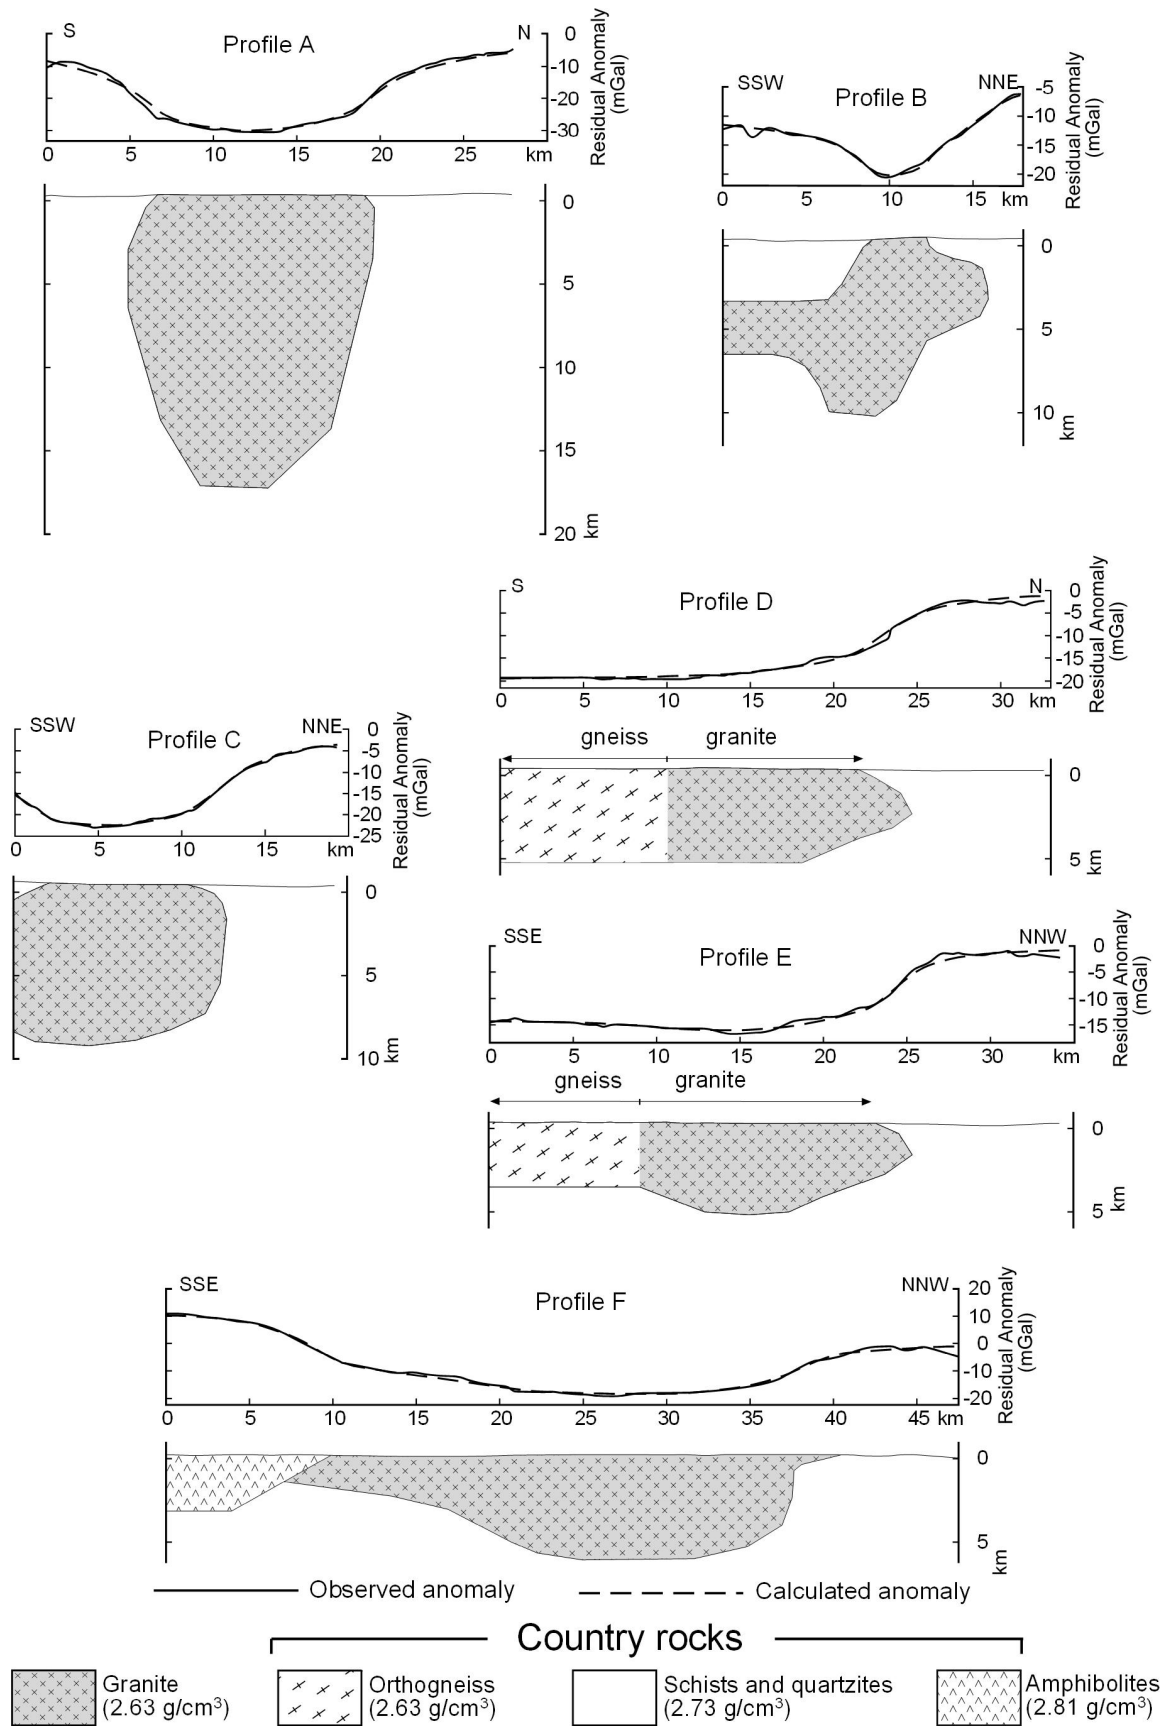 S
Profile A
N
0
-10
-20
-30
Residual Anomaly
(mGal)
0
5
10
15
20
25
km
0
5
10
15
20
km
SSW
Profile B
NNE
-5
-10
-15
-20
Residual Anomaly
(mGal)
0
10
15
km
0
5
10
km
S
Profile D
N
0
-5
-10
-15
-20
Residual Anomaly
(mGal)
0
5
10
15
20
25
30
km
gneiss
granite
0
5
km
SSW
Profile C
NNE
0
-5
-10
-15
-20
-25
Residual Anomaly
(mGal)
0
5
10
15
km
0
5
10
km
SSE
Profile E
NNW
0
-5
-10
-15
Residual Anomaly
(mGal)
0
5
10
15
20
25
30
km
gneiss
granite
0
5
km
SSE
Profile F
NNW
20
10
0
-10
-20
Residual Anomaly
(mGal)
0
5
10
15
20
25
30
35
40
45
km
0
5
km
Observed anomaly
Calculated anomaly
Country rocks
Granite
(2.63 g/cm³)
Orthogneiss
(2.63 g/cm³)
Schists and quartzites
(2.73 g/cm³)
Amphibolites
(2.81 g/cm³)